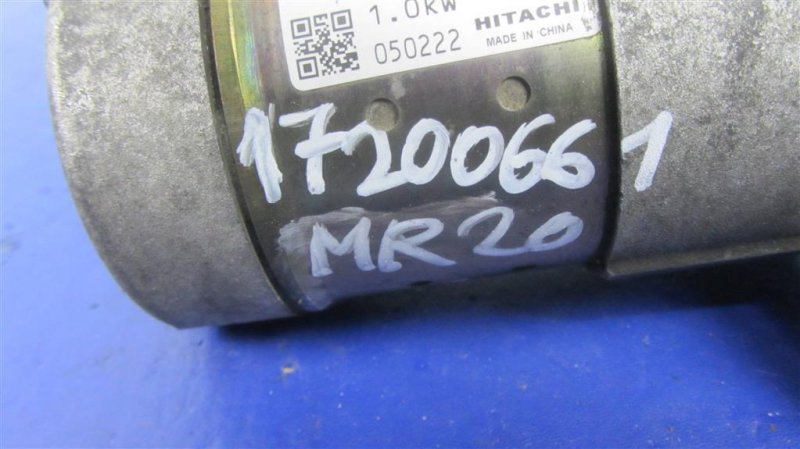 1.0KW HITACHI
050222 MADE IN CHINA
17200661
MR20